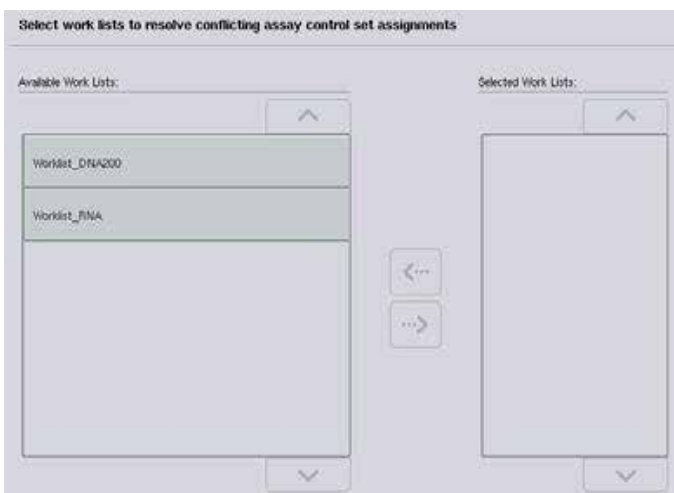 Select work lists to resolve conflicting assay control set assignments
Available Work Lists:
Selected Work Lists:
Worklist_DNA200
Worklist_RNA